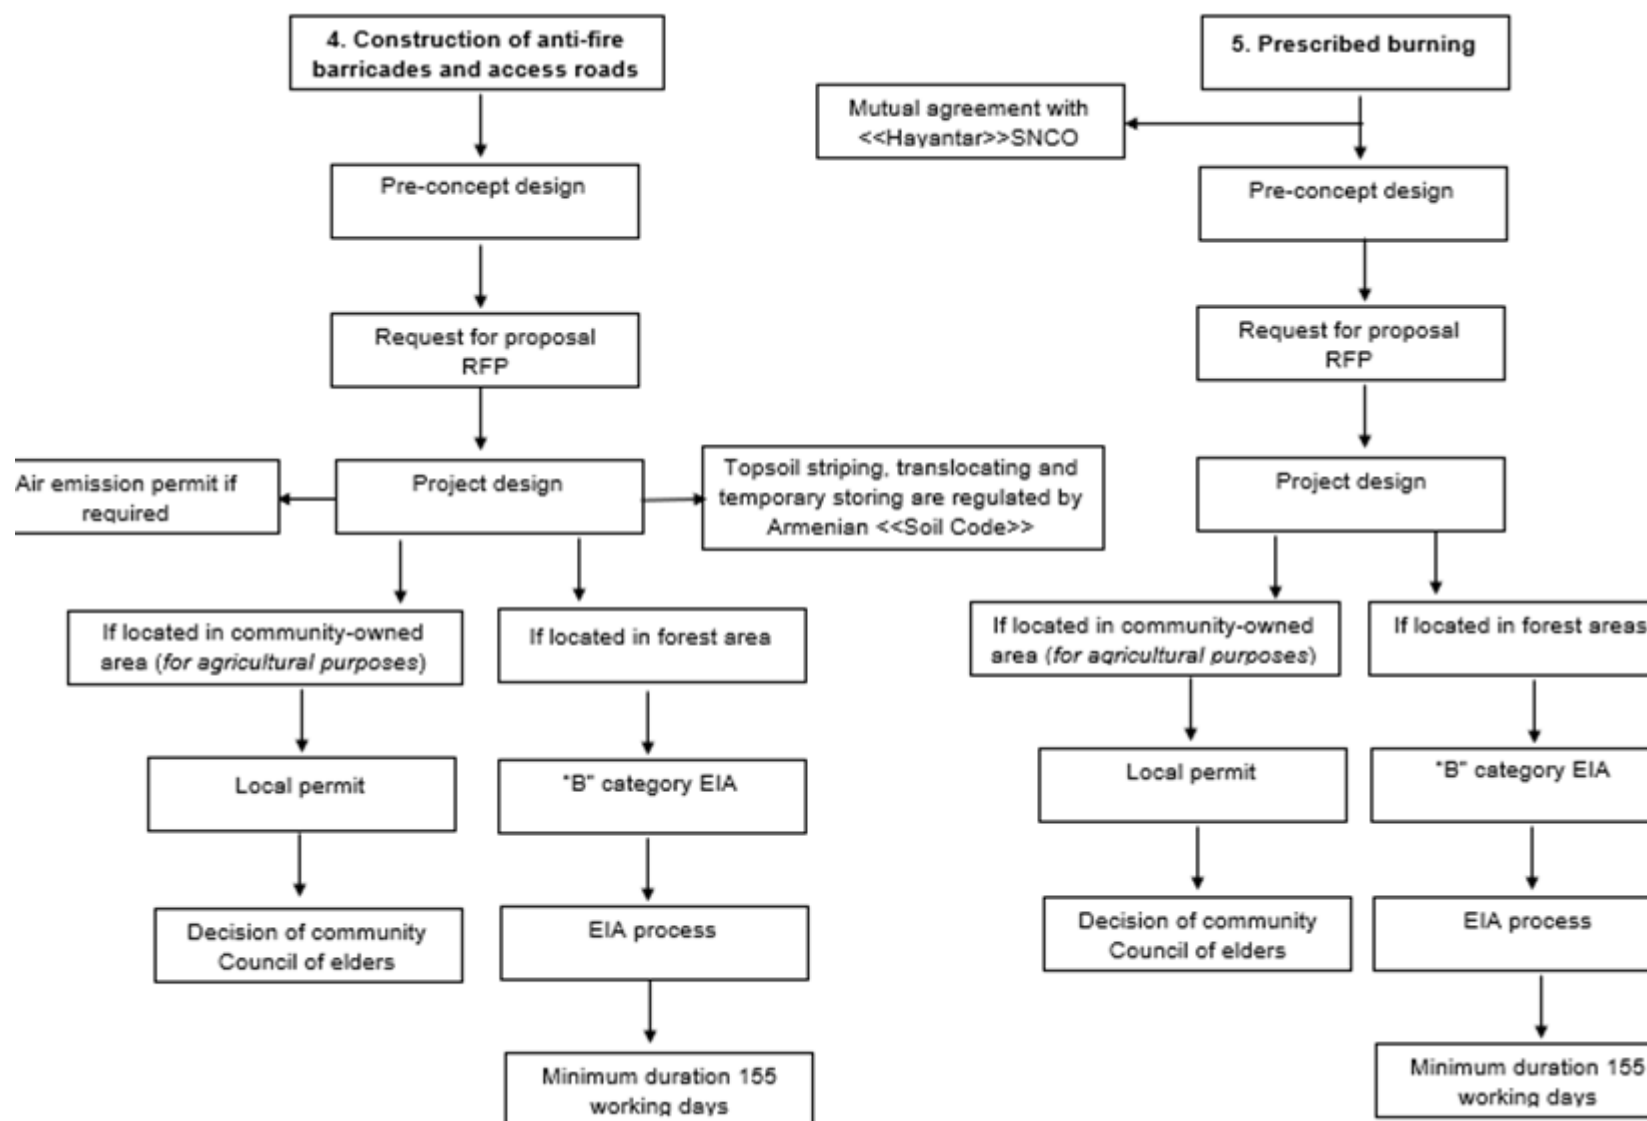 4. Construction of anti-fire
barricades and access roads
Pre-concept design
Request for proposal
RFP
Air emission permit if
required
Project design
Topsoil striping, translocating and
temporary storing are regulated by
Armenian <<Soil Code>>
If located in community-owned
area (for agricultural purposes)
If located in forest area
Local permit
"B" category EIA
Decision of community
Council of elders
EIA process
Minimum duration 155
working days
5. Prescribed burning
Mutual agreement with
<<Hayantar>>SNCO
Pre-concept design
Request for proposal
RFP
Project design
If located in community-owned
area (for agricultural purposes)
If located in forest areas
Local permit
"B" category EIA
Decision of community
Council of elders
EIA process
Minimum duration 155
working days